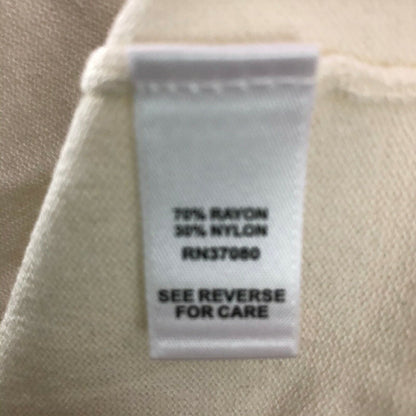 70% RAYON
30% NYLON
RN37080
SEE REVERSE
FOR CARE